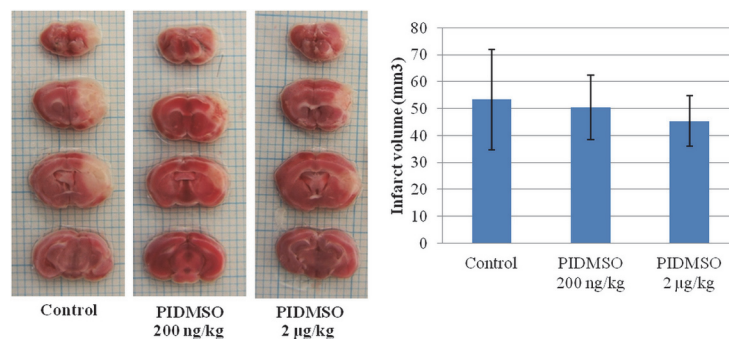 Control
PIDMSO
200 ng/kg
PIDMSO
2 µg/kg
Infarct volume (mm3)
80
70
60
50
40
30
20
10
0
Control
PIDMSO
200 ng/kg
PIDMSO
2 µg/kg